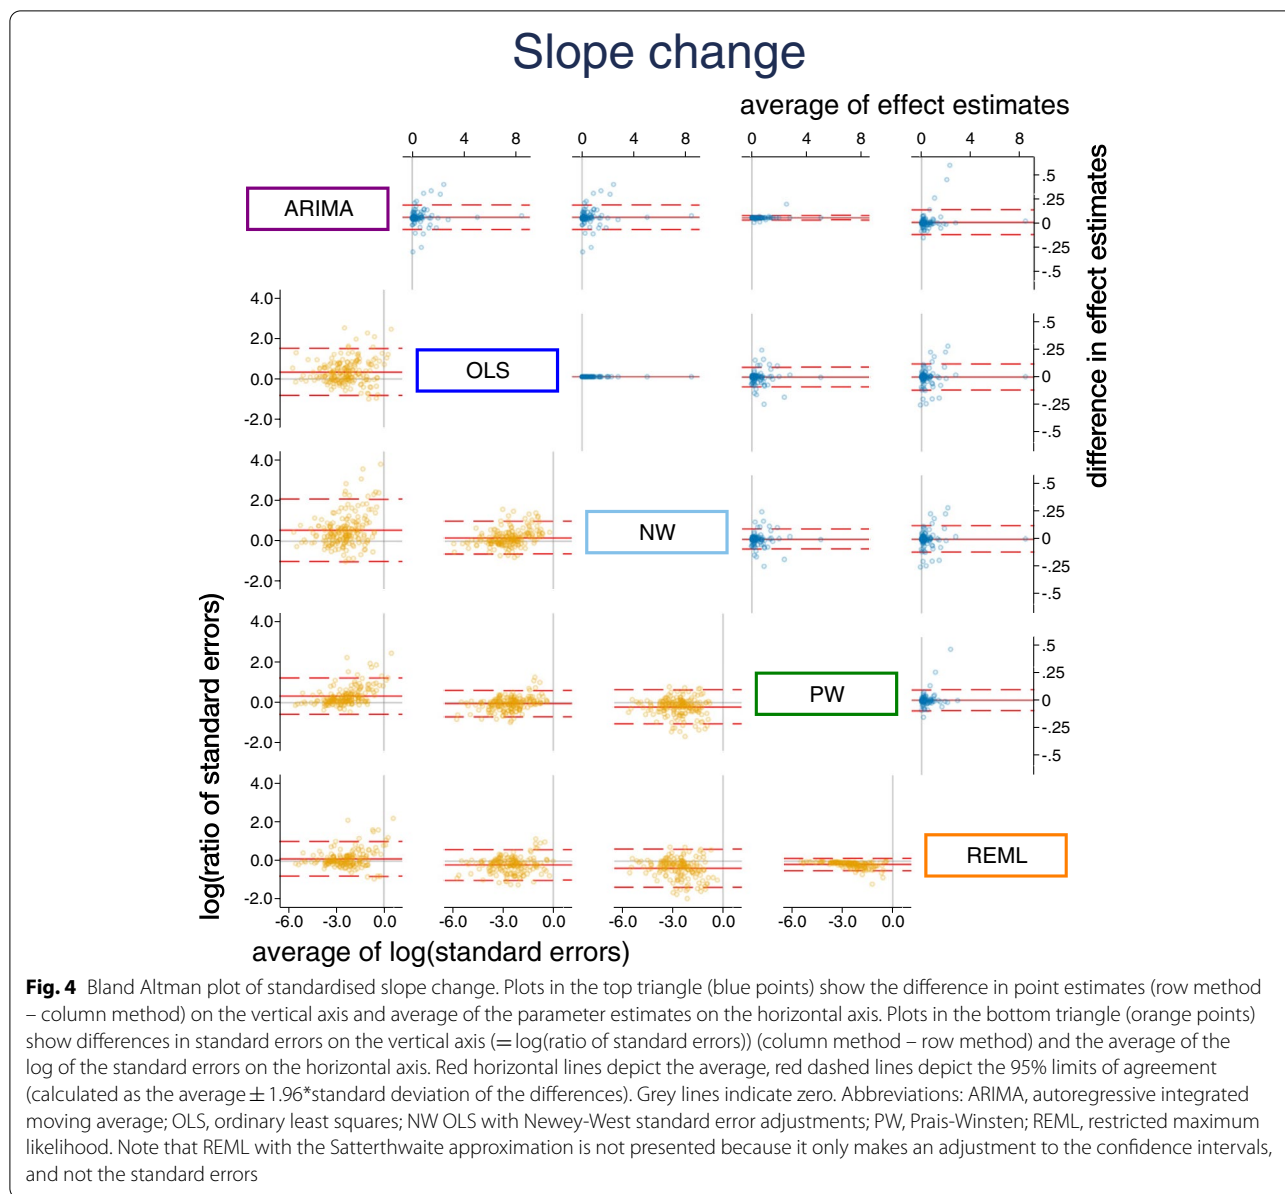 Slope change
average of effect estimates
0 4 8 0 4 8 0 4 8 0 4 8
ARIMA
.5
.25
0
-.25
-.5
difference in effect estimates
4.0
2.0
0.0
-2.0
OLS
.5
.25
0
-.25
-.5
4.0
2.0
0.0
-2.0
NW
.5
.25
0
-.25
-.5
log(ratio of standard errors)
4.0
2.0
0.0
-2.0
PW
.5
.25
0
-.25
-.5
4.0
2.0
0.0
-2.0
REML
-6.0 -3.0 0.0 -6.0 -3.0 0.0 -6.0 -3.0 0.0 -6.0 -3.0 0.0
average of log(standard errors)
Fig. 4 Bland Altman plot of standardised slope change. Plots in the top triangle (blue points) show the difference in point estimates (row method
– column method) on the vertical axis and average of the parameter estimates on the horizontal axis. Plots in the bottom triangle (orange points)
show differences in standard errors on the vertical axis (= log(ratio of standard errors)) (column method – row method) and the average of the
log of the standard errors on the horizontal axis. Red horizontal lines depict the average, red dashed lines depict the 95% limits of agreement
(calculated as the average ± 1.96*standard deviation of the differences). Grey lines indicate zero. Abbreviations: ARIMA, autoregressive integrated
moving average; OLS, ordinary least squares; NW OLS with Newey-West standard error adjustments; PW, Prais-Winsten; REML, restricted maximum
likelihood. Note that REML with the Satterthwaite approximation is not presented because it only makes an adjustment to the confidence intervals,
and not the standard errors